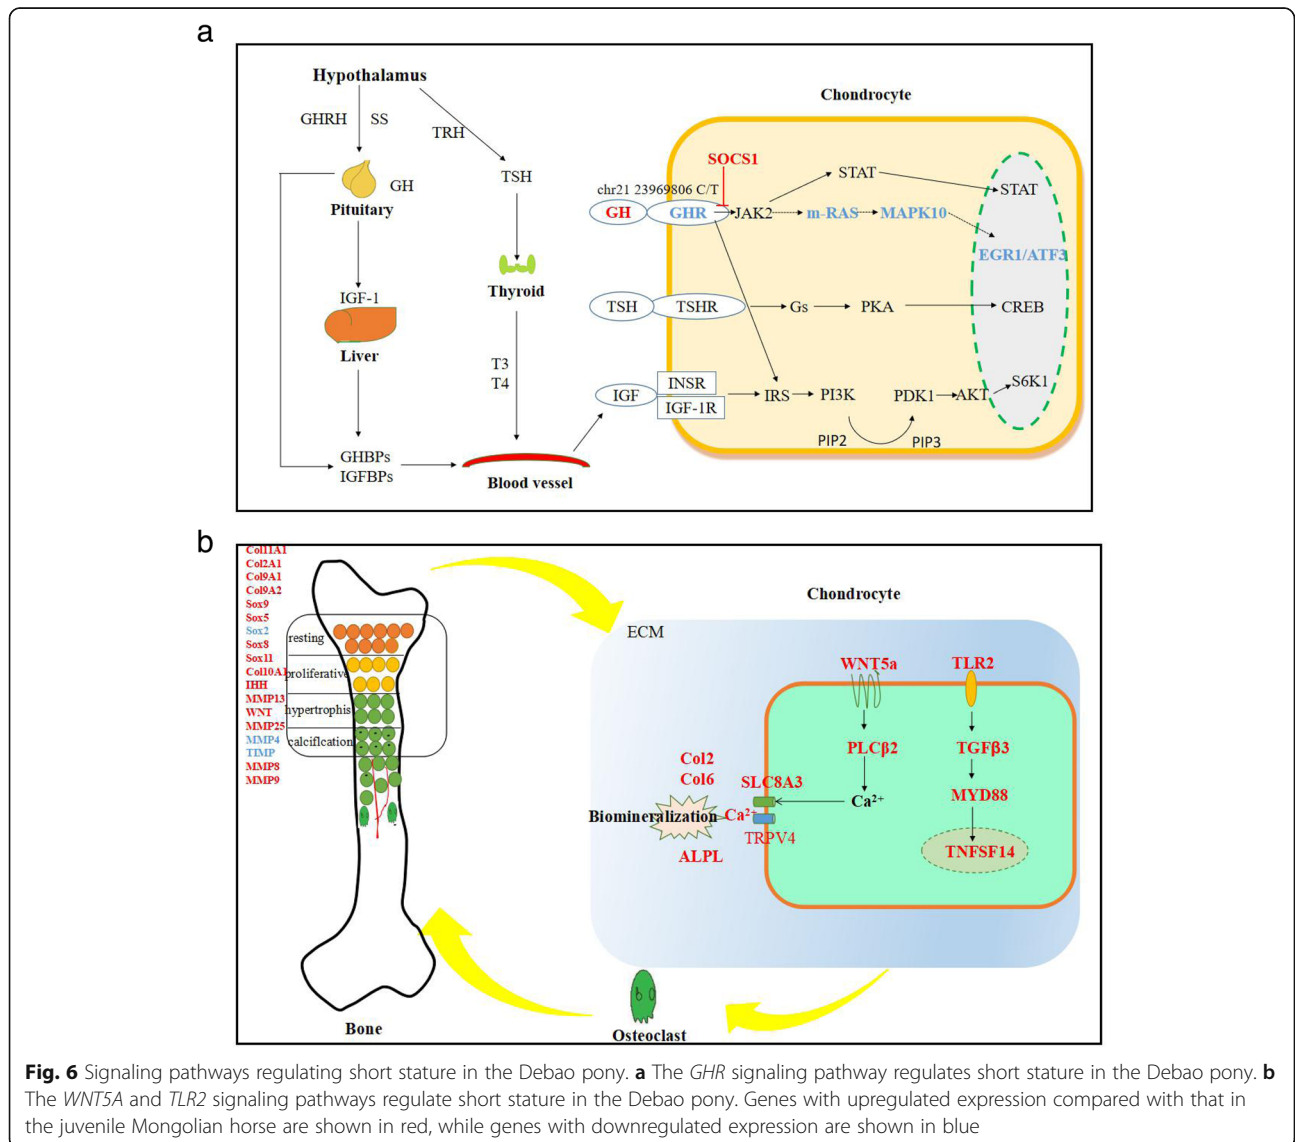 a
Hypothalamus
GHRH
SS
TRH
GH
Pituitary
TSH
IGF-1
Liver
Thyroid
T3
T4
GHBPs
IGFBPs
Blood vessel
Chondrocyte
SOCS1
chr21 23969806 C/T
GH
GHR
JAK2
STAT
STAT
m-RAS
MAPK10
EGR1/ATF3
TSH
TSHR
Gs
PKA
CREB
IGF
INSR
IGF-1R
IRS
PI3K
PDK1
AKT
S6K1
PIP2
PIP3
b
Col11A1
Col2A1
Col9A1
Col9A2
Sox9
Sox5
Sox2
Sox8
Sox11
Col10A1
IHH
MMP13
WNT
MMP25
MMP4
TIMP
MMP8
MMP9
resting
proliferative
hypertrophis
calciflcation
Bone
Chondrocyte
ECM
WNT5a
TLR2
PLCβ2
TGFβ3
Col2
Col6
SLC8A3
Ca²⁺
MYD88
Biomineralization
Ca²⁺
TRPV4
ALPL
TNFSF14
Osteoclast
Fig. 6 Signaling pathways regulating short stature in the Debao pony. a The GHR signaling pathway regulates short stature in the Debao pony. b
The WNT5A and TLR2 signaling pathways regulate short stature in the Debao pony. Genes with upregulated expression compared with that in
the juvenile Mongolian horse are shown in red, while genes with downregulated expression are shown in blue